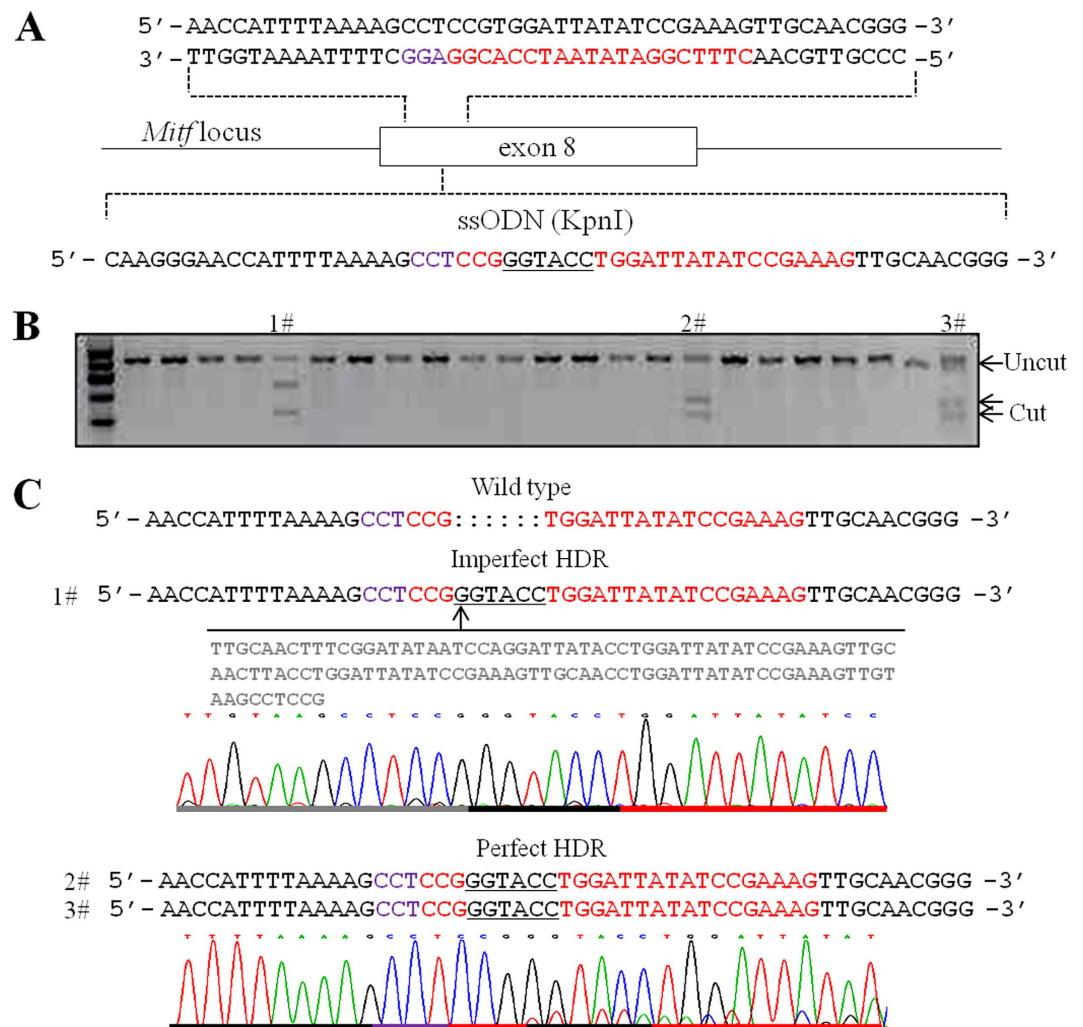 A
5′- AACCATTTTAAAAGCCTCCGTGGATTATATCCGAAAGTTGCAACGGG -3′
3′- TTGGTAAAATTTTCGGAGGCACCTAATATAGGCTTTCAACGTTGCCC -5′
Mitf locus
exon 8
ssODN (KpnI)
5′- CAAGGGAACCATTTTAAAAGCCTCCGGGTACCTGGATTATATCCGAAAGTTGCAACGGG -3′
B
1# 2# 3#
Uncut
Cut
C
Wild type
5′- AACCATTTTAAAAGCCTCCG::::::TGGATTATATCCGAAAGTTGCAACGGG -3′
Imperfect HDR
1# 5′- AACCATTTTAAAAGCCTCCGGGTACCTGGATTATATCCGAAAGTTGCAACGGG -3′
TTGCAACTTTCGGATATAATCCAGGATTATACCTGGATTATATCCGAAAGTTGC
AACTTACCTGGATTATATCCGAAAGTTGCAACCTGGATTATATCCGAAAGTTGT
AAGCCTCCG
T T G T A A G C C T C C G G G T A C C T G G A T T A T A T C C
Perfect HDR
2# 5′- AACCATTTTAAAAGCCTCCGGGTACCTGGATTATATCCGAAAGTTGCAACGGG -3′
3# 5′- AACCATTTTAAAAGCCTCCGGGTACCTGGATTATATCCGAAAGTTGCAACGGG -3′
T T T T A A A A G C C T C C G G G T A C C T G G A T T A T A T